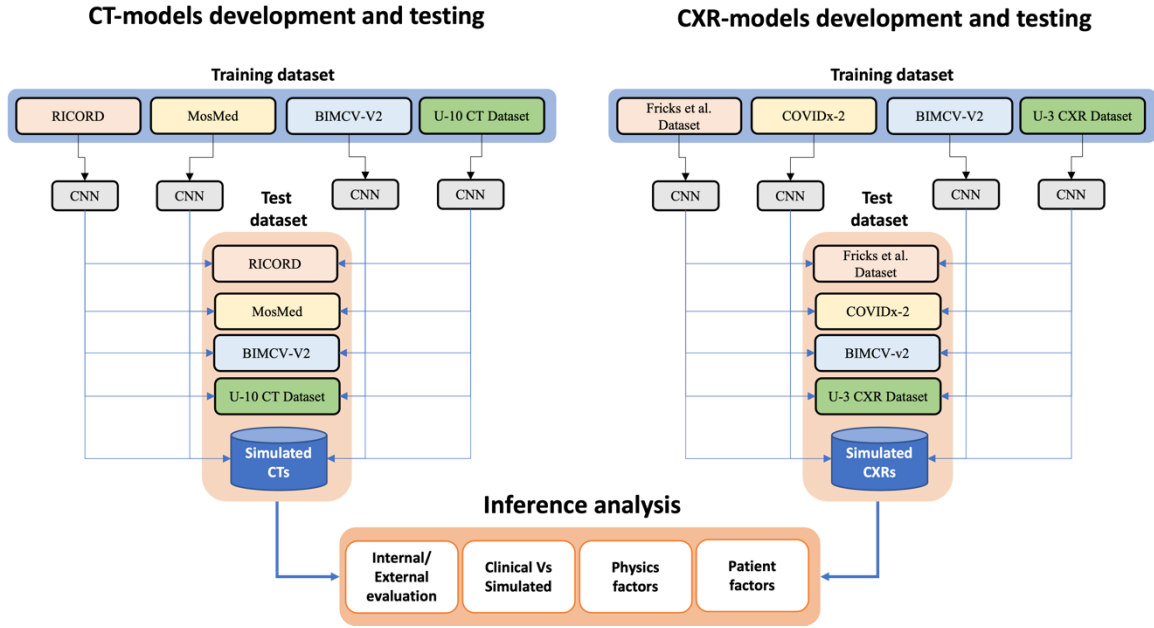 CT-models development and testing
Training dataset
RICORD
MosMed
BIMCV-V2
U-10 CT Dataset
CNN
CNN
CNN
CNN
Test
dataset
RICORD
MosMed
BIMCV-V2
U-10 CT Dataset
Simulated
CTs
CXR-models development and testing
Training dataset
Fricks et al.
Dataset
COVIDx-2
BIMCV-V2
U-3 CXR Dataset
CNN
CNN
CNN
CNN
Test
dataset
Fricks et al.
Dataset
COVIDx-2
BIMCV-v2
U-3 CXR Dataset
Simulated
CXRs
Inference analysis
Internal/
External
evaluation
Clinical Vs
Simulated
Physics
factors
Patient
factors